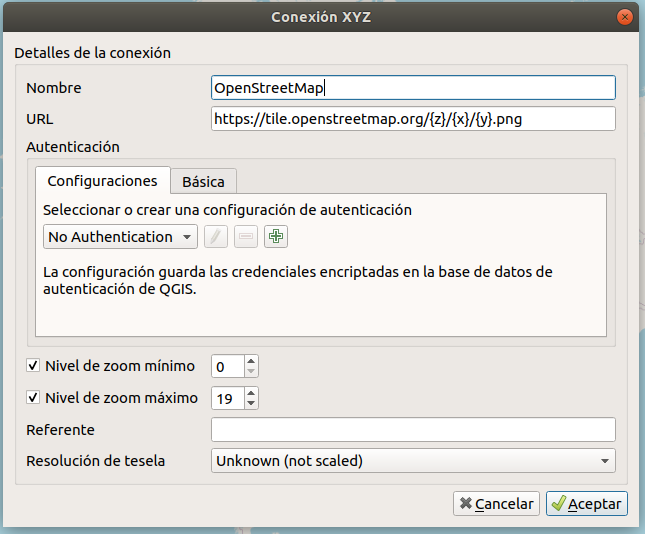 Conexión XYZ
Detalles de la conexión
Nombre
OpenStreetMap
URL
https://tile.openstreetmap.org/{z}/{x}/{y}.png
Autenticación
Configuraciones
Básica
Seleccionar o crear una configuración de autenticación
No Authentication
La configuración guarda las credenciales encriptadas en la base de datos de
autenticación de QGIS.
Nivel de zoom mínimo
0
Nivel de zoom máximo
19
Referente
Resolución de tesela
Unknown (not scaled)
Cancelar
Aceptar